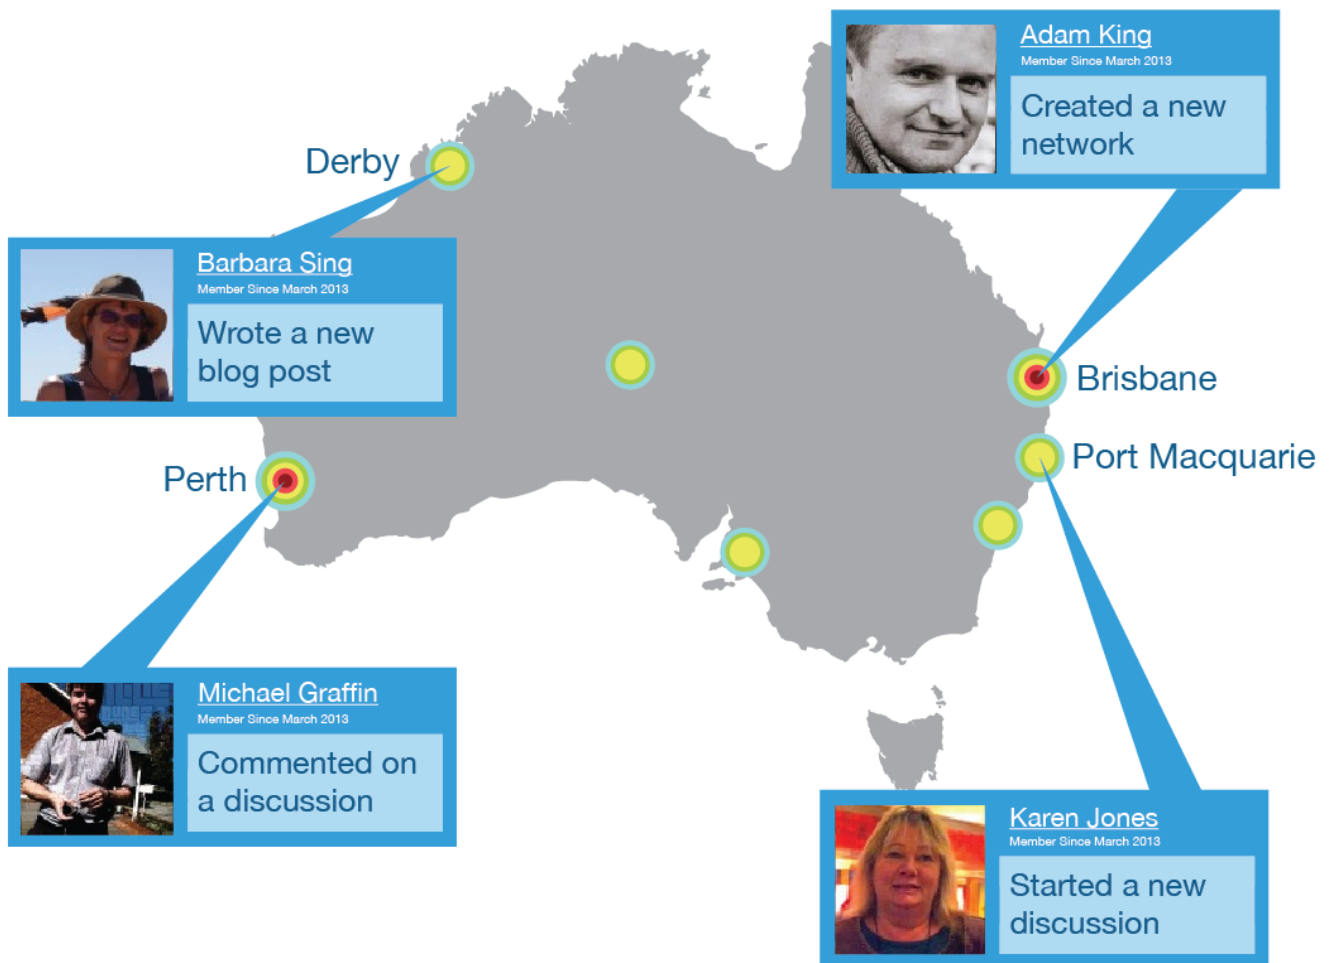 Adam King
Member Since March 2013
Created a new
network
Derby
Barbara Sing
Member Since March 2013
Wrote a new
blog post
Brisbane
Port Macquarie
Perth
Michael Graffin
Member Since March 2013
Commented on
a discussion
Karen Jones
Member Since March 2013
Started a new
discussion